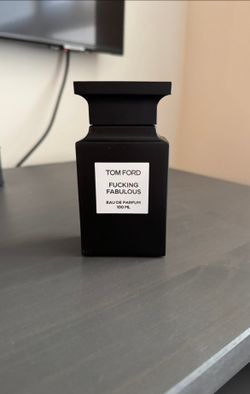 TOM FORD
FUCKING
FABULOUS
EAU DE PARFUM
100 ML